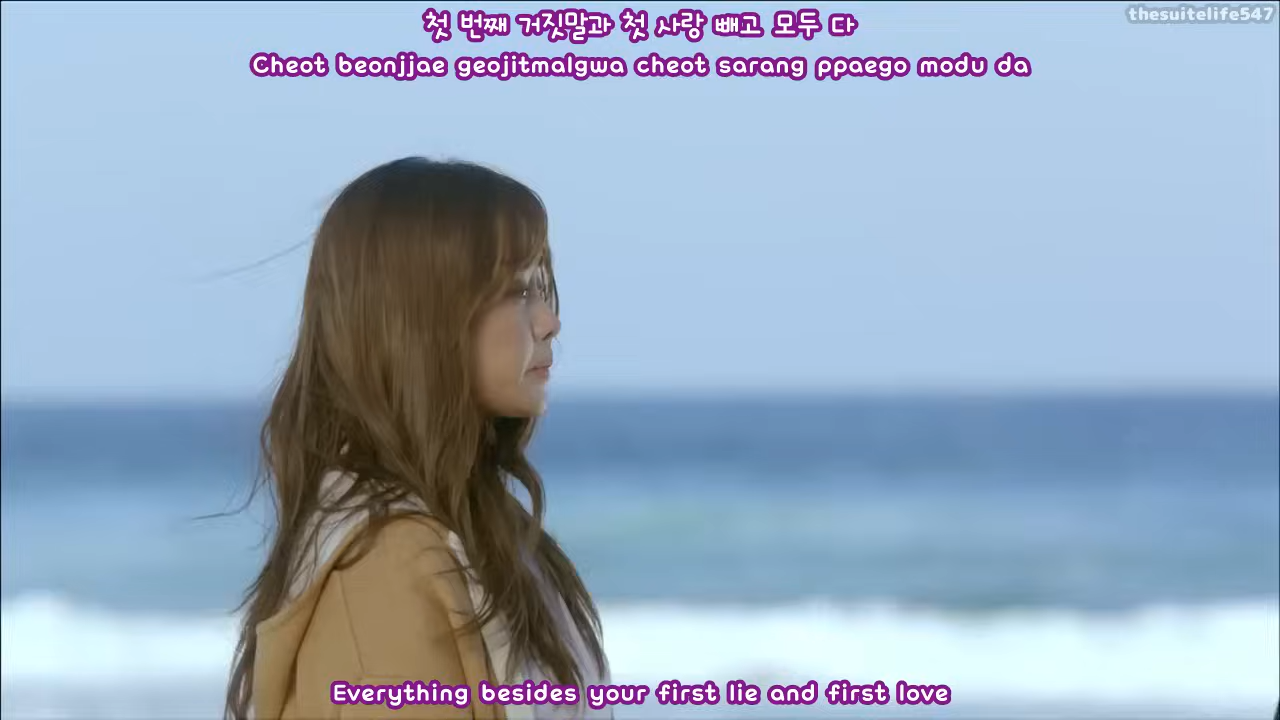 thesuitelife547
첫 번째 거짓말과 첫 사랑 빼고 모두 다
Cheot beonjjae geojitmalgwa cheot sarang ppaego modu da
Everything besides your first lie and first love